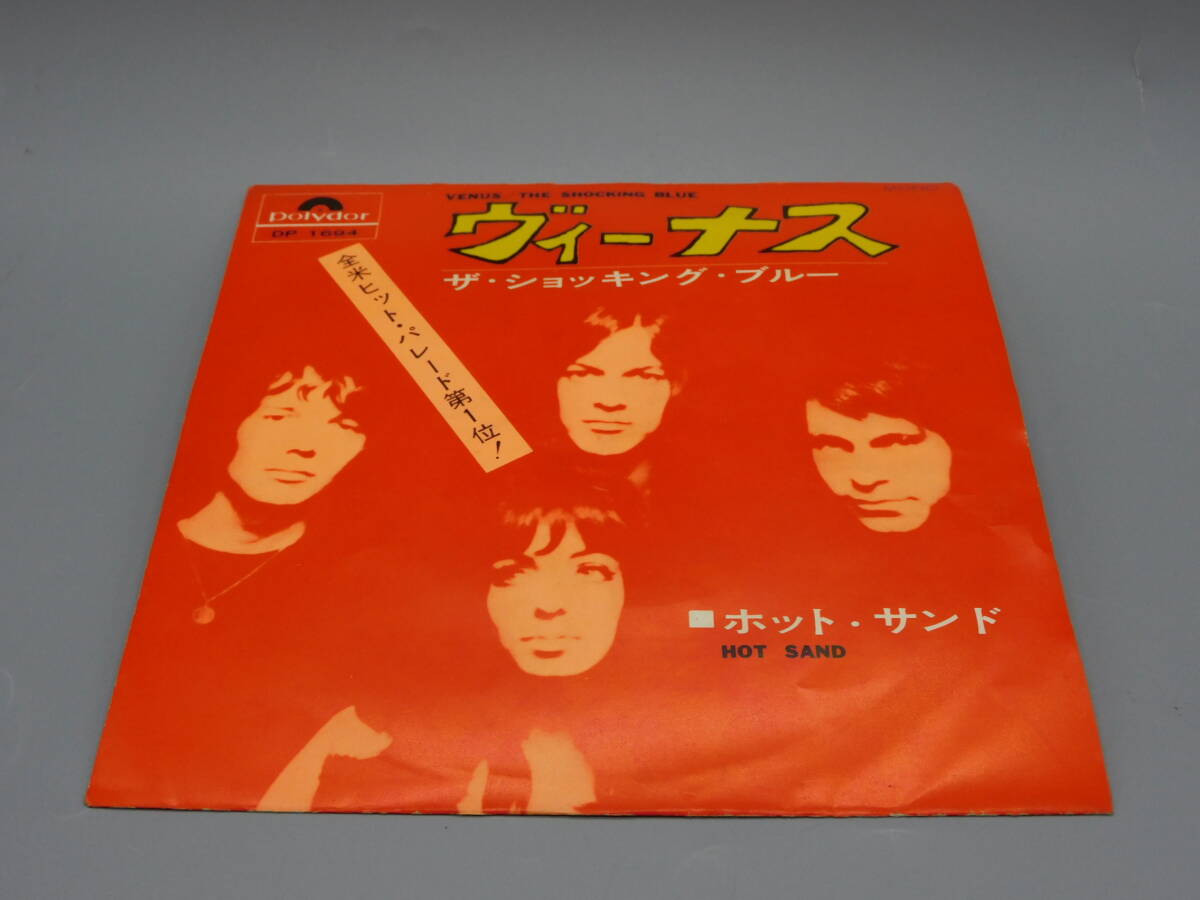 polydor
DP 1694
VENUS / THE SHOCKING BLUE
ヴィーナス
ザ・ショッキング・ブルー
全米ヒット・パレード第1位!
ホット・サンド
HOT SAND